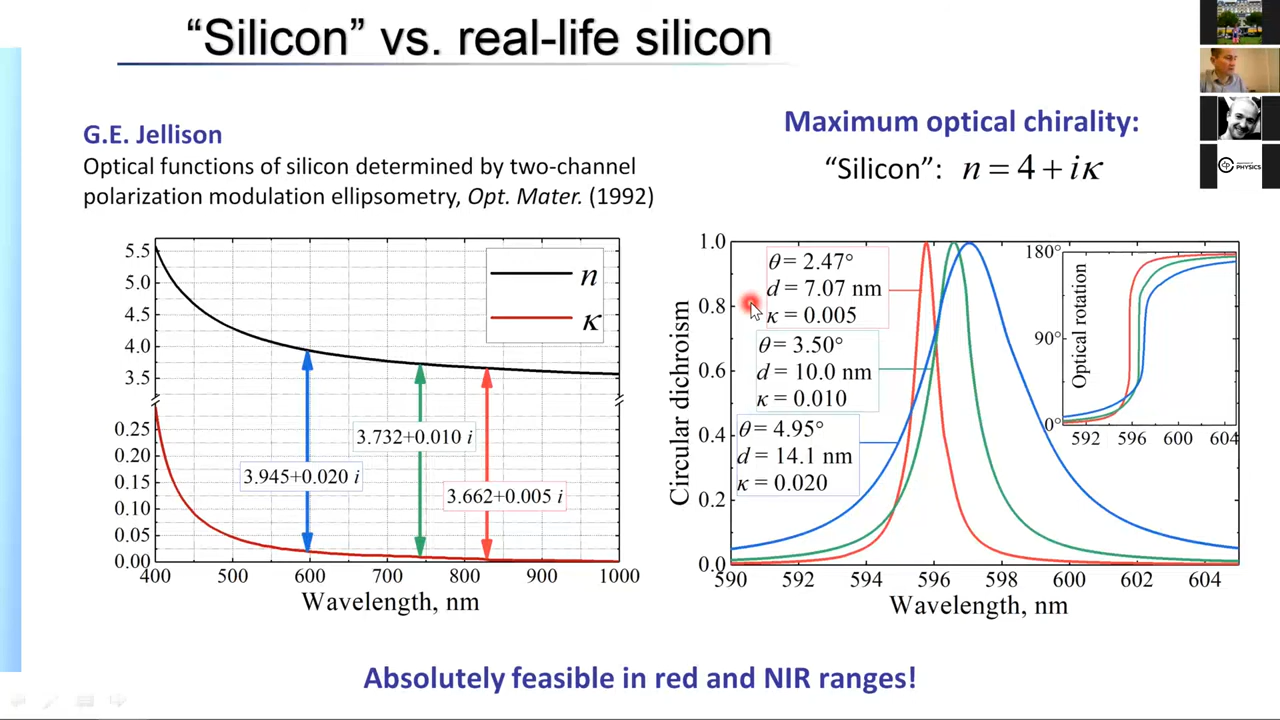 “Silicon” vs. real-life silicon
G.E. Jellison
Optical functions of silicon determined by two-channel
polarization modulation ellipsometry, Opt. Mater. (1992)
5.5
5.0
4.5
4.0
3.5
0.25
0.20
0.15
0.10
0.05
0.00
n
κ
3.945+0.020 i
3.732+0.010 i
3.662+0.005 i
400 500 600 700 800 900 1000
Wavelength, nm
Maximum optical chirality:
“Silicon”: n = 4 + iκ
Circular dichroism
1.0
0.8
0.6
0.4
0.2
0.0
θ = 2.47°
d = 7.07 nm
κ = 0.005
θ = 3.50°
d = 10.0 nm
κ = 0.010
θ = 4.95°
d = 14.1 nm
κ = 0.020
Optical rotation
180°
90°
0°
592 596 600 604
590 592 594 596 598 600 602 604
Wavelength, nm
Absolutely feasible in red and NIR ranges!
PHYSICS